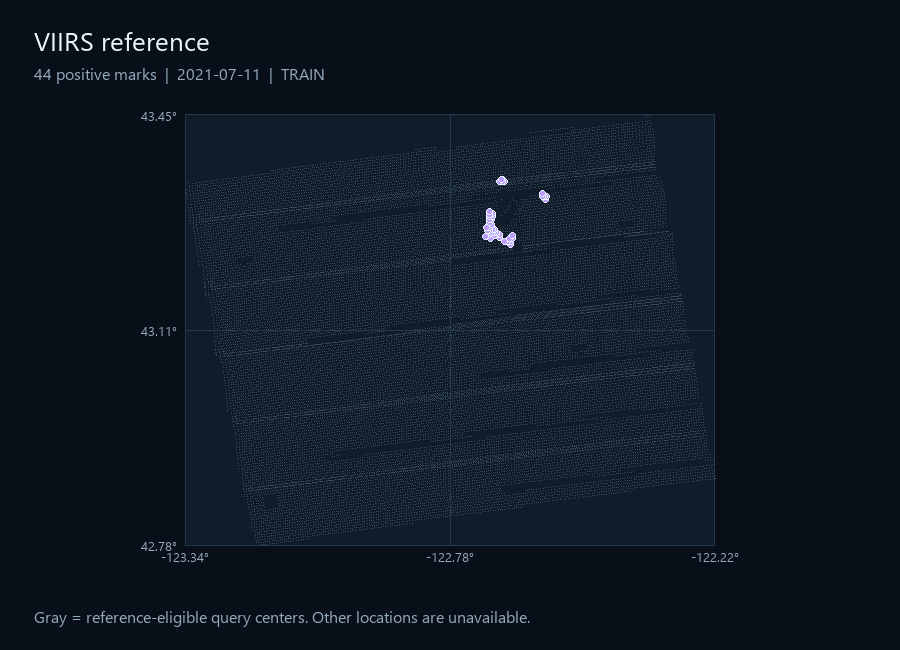 VIIRS reference
44 positive marks | 2021-07-11 | TRAIN
43.45°
43.11°
42.78°
-123.34°
-122.78°
-122.22°
Gray = reference-eligible query centers. Other locations are unavailable.